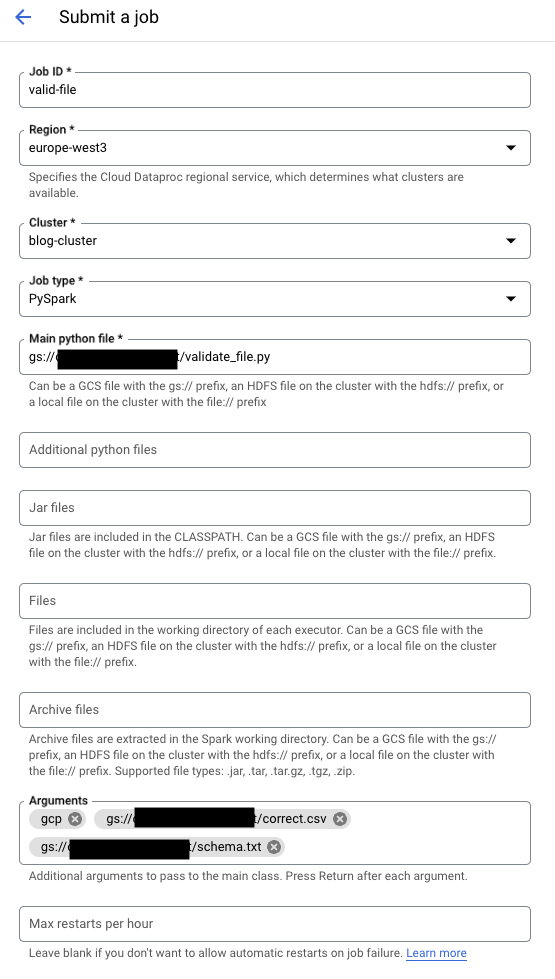 Submit a job
Job ID *
valid-file
Region *
europe-west3
Specifies the Cloud Dataproc regional service, which determines what clusters are
available.
Cluster *
blog-cluster
Job type *
PySpark
Main python file *
gs:// /validate_file.py
Can be a GCS file with the gs:// prefix, an HDFS file on the cluster with the hdfs:// prefix, or
a local file on the cluster with the file:// prefix
Additional python files
Jar files
Jar files are included in the CLASSPATH. Can be a GCS file with the gs:// prefix, an HDFS
file on the cluster with the hdfs:// prefix, or a local file on the cluster with the file:// prefix.
Files
Files are included in the working directory of each executor. Can be a GCS file with the
gs:// prefix, an HDFS file on the cluster with the hdfs:// prefix, or a local file on the cluster
with the file:// prefix.
Archive files
Archive files are extracted in the Spark working directory. Can be a GCS file with the gs://
prefix, an HDFS file on the cluster with the hdfs:// prefix, or a local file on the cluster with
the file:// prefix. Supported file types: .jar, .tar, .tar.gz, .tgz, .zip.
Arguments
gcp gs:// /correct.csv
gs:// /schema.txt
Additional arguments to pass to the main class. Press Return after each argument.
Max restarts per hour
Leave blank if you don't want to allow automatic restarts on job failure. Learn more